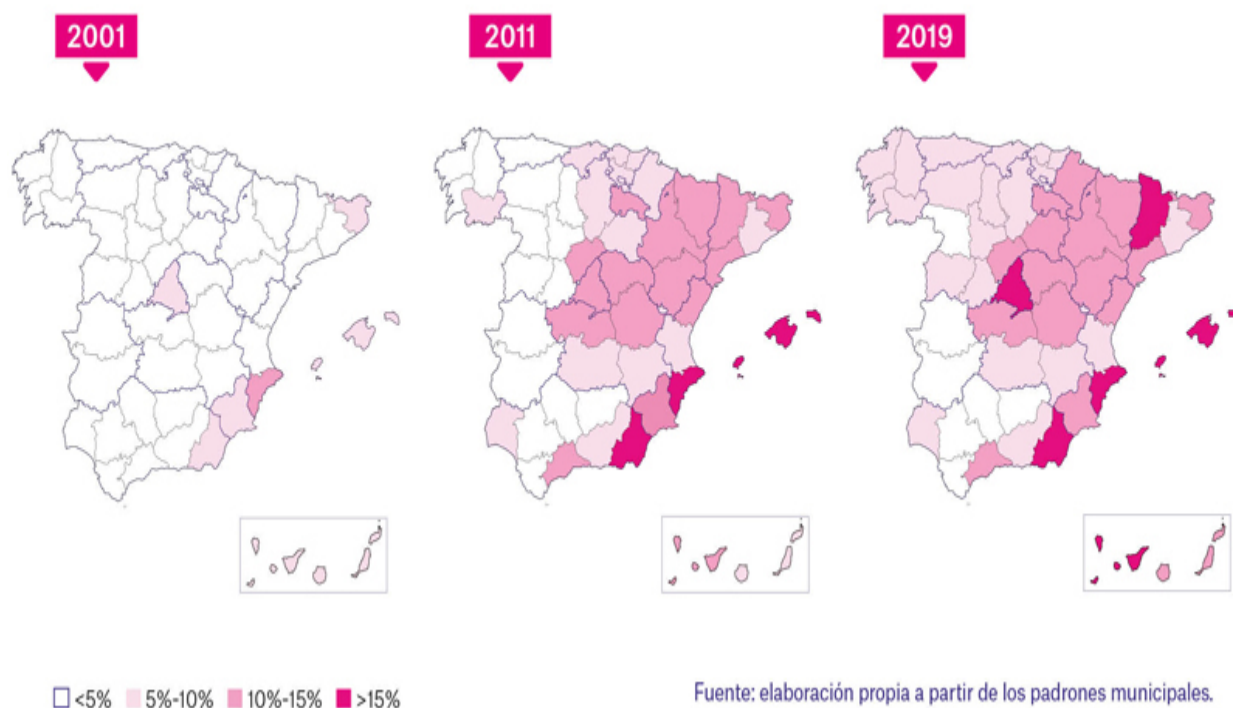 2001
2011
2019
<5% 5%-10% 10%-15% >15%
Fuente: elaboración propia a partir de los padrones municipales.